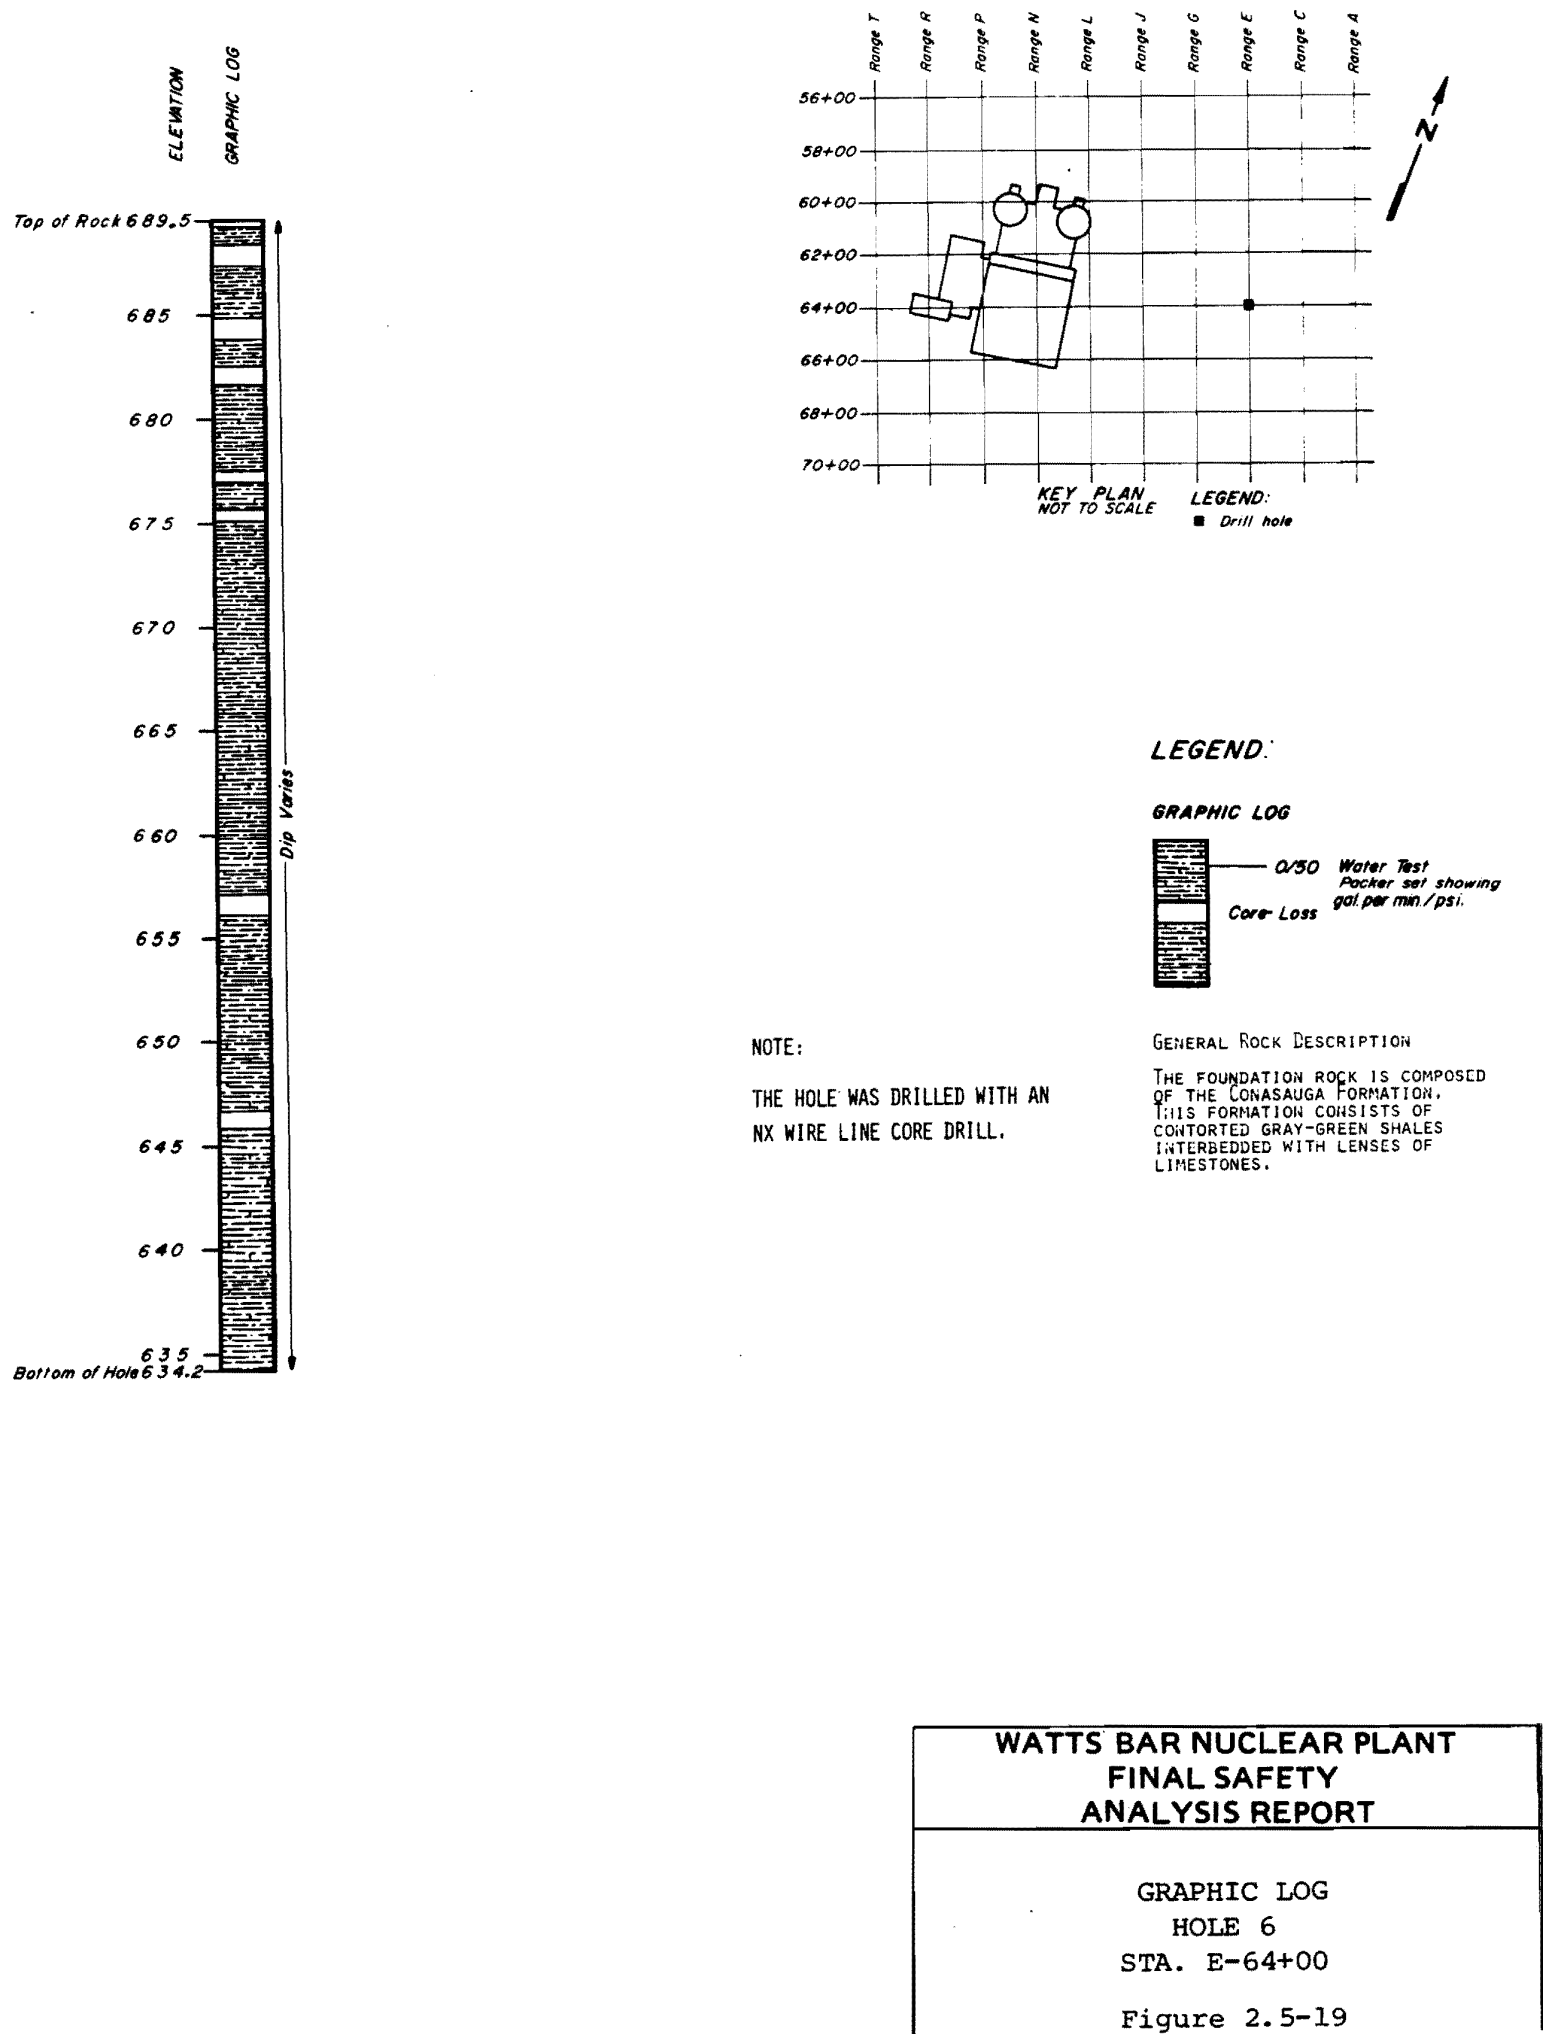 ELEVATION
GRAPHIC LOG
Top of Rock 689.5
685
680
675
670
665
660
655
650
645
640
635
Bottom of Hole 634.2
Dip Varies
Range T
Range R
Range P
Range N
Range L
Range J
Range G
Range E
Range C
Range A
56+00
58+00
60+00
62+00
64+00
66+00
68+00
70+00
N
KEY PLAN
NOT TO SCALE
LEGEND:
Drill hole
LEGEND:
GRAPHIC LOG
0/50 Water Test
Packer set showing
gal. per min./psi.
Core Loss
NOTE:
THE HOLE WAS DRILLED WITH AN
NX WIRE LINE CORE DRILL.
GENERAL ROCK DESCRIPTION
THE FOUNDATION ROCK IS COMPOSED
OF THE CONASAUGA FORMATION.
THIS FORMATION CONSISTS OF
CONTORTED GRAY-GREEN SHALES
INTERBEDDED WITH LENSES OF
LIMESTONES.
WATTS BAR NUCLEAR PLANT
FINAL SAFETY
ANALYSIS REPORT
GRAPHIC LOG
HOLE 6
STA. E-64+00
Figure 2.5-19